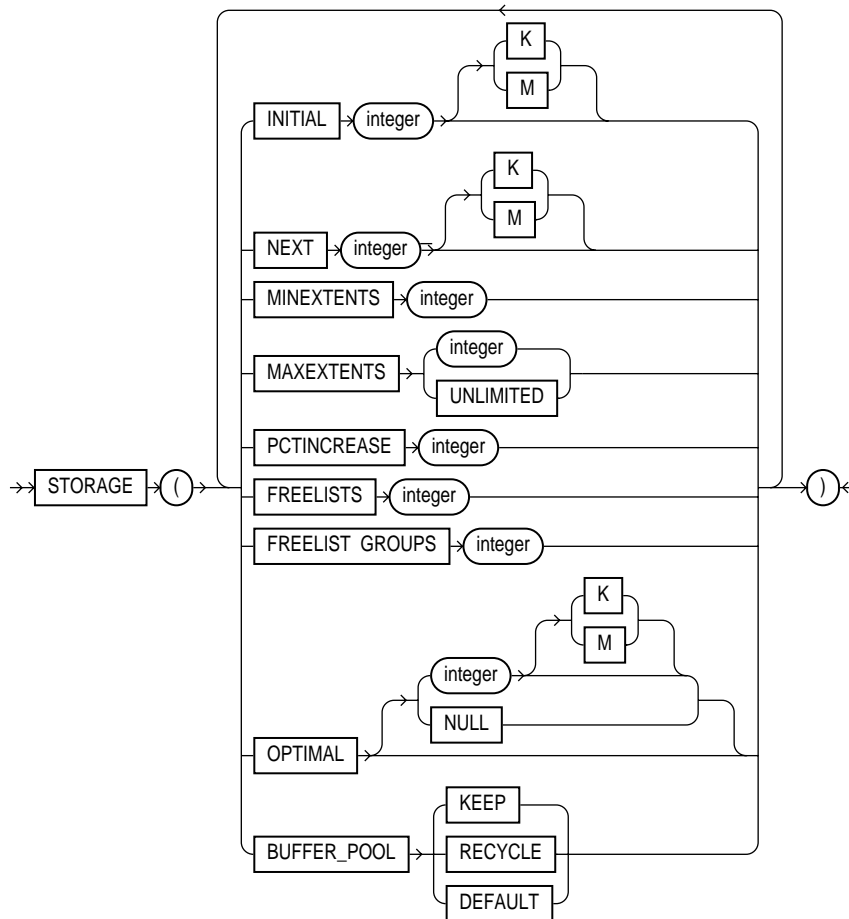 K
M
INITIAL integer
K
M
NEXT integer
MINEXTENTS integer
integer
MAXEXTENTS
UNLIMITED
PCTINCREASE integer
STORAGE ( )
FREELISTS integer
FREELIST GROUPS integer
K
M
integer
NULL
OPTIMAL
KEEP
BUFFER_POOL RECYCLE
DEFAULT